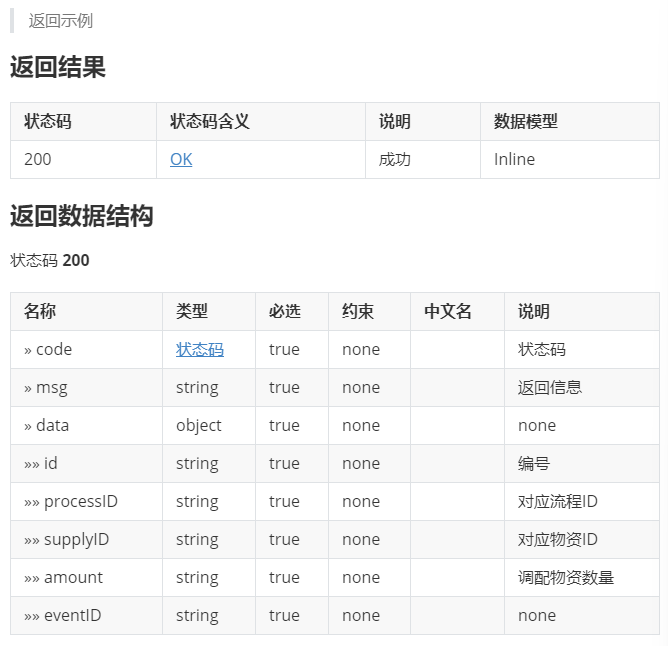 返回示例
返回结果
状态码 状态码含义 说明 数据模型
200 OK 成功 Inline
返回数据结构
状态码 200
名称 类型 必选 约束 中文名 说明
» code 状态码 true none 状态码
» msg string true none 返回信息
» data object true none none
»» id string true none 编号
»» processID string true none 对应流程ID
»» supplyID string true none 对应物资ID
»» amount string true none 调配物资数量
»» eventID string true none none